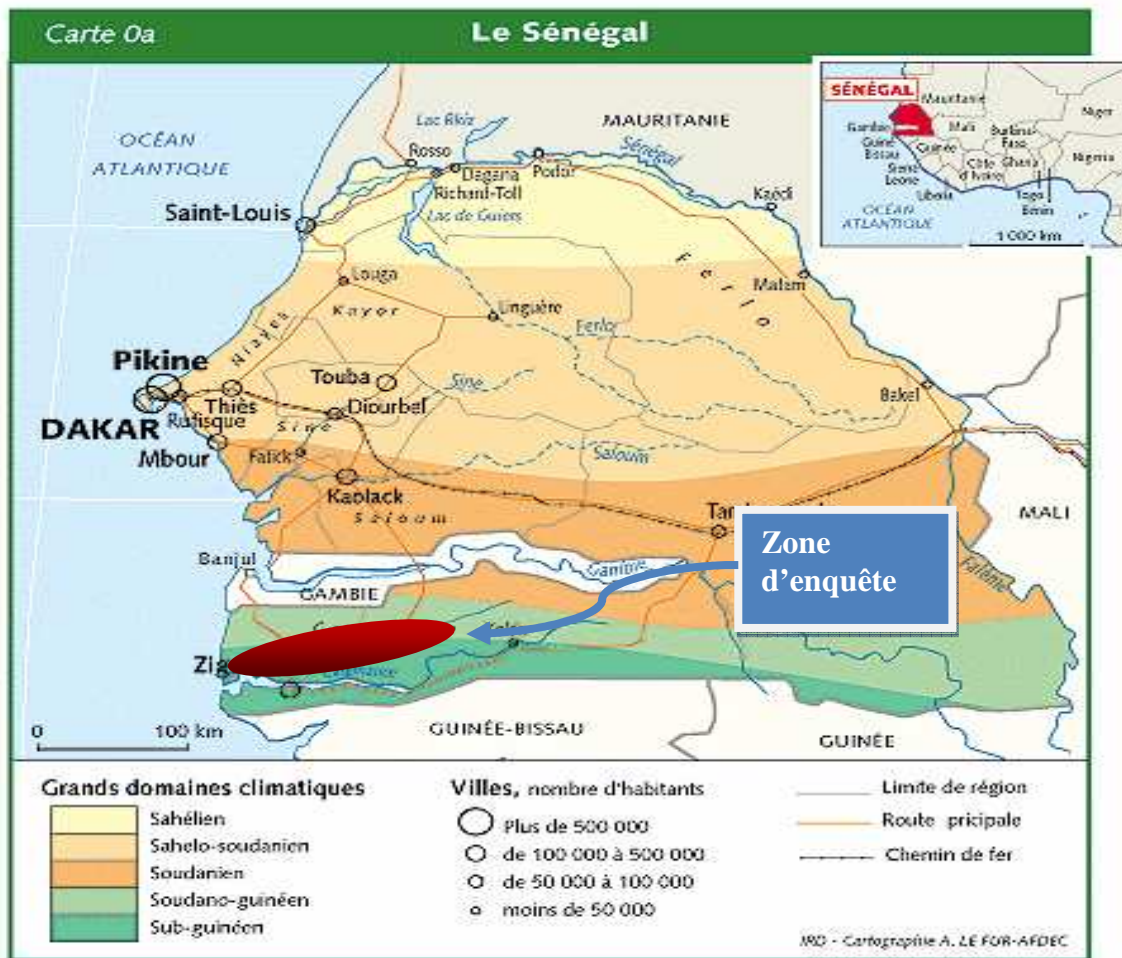 Carte 0a
Le Sénégal
OCÉAN
ATLANTIQUE
MAURITANIE
Lac Rkiz
Sénégal
Rosso
Dagana
Podor
Richard-Toll
Kaédi
Saint-Louis
Lac de Guiers
Louga
Ferlo
Matam
Linguère
Kayor
Niayes
Ferlo
Pikine
Touba
Sine
Bakel
Thiès
Diourbel
DAKAR
Rufisque
Sine
Mbour
Fatick
Saloum
Kaolack
Saloum
MALI
Zone
d'enquête
Banjul
Gambie
Falémé
GAMBIE
Zig
GUINÉE-BISSAU
GUINÉE
0 100 km
SÉNÉGAL
Mauritanie
Niger
Mali
Gambie
Guiné
Bissau
Guinée
Burkina-
Faso
Côte
d'Ivoire
Ghana
Nigeria
Sierra
Leone
Togo
Bénin
OCÉAN
ATLANTIQUE
1 000 km
Grands domaines climatiques
Sahélien
Sahelo-soudanien
Soudanien
Soudano-guinéen
Sub-guinéen
Villes, nombre d'habitants
Plus de 500 000
de 100 000 à 500 000
de 50 000 à 100 000
moins de 50 000
Limite de région
Route pricipale
Chemin de fer
IRD - Cartographie A. LE FUR-AFDEC